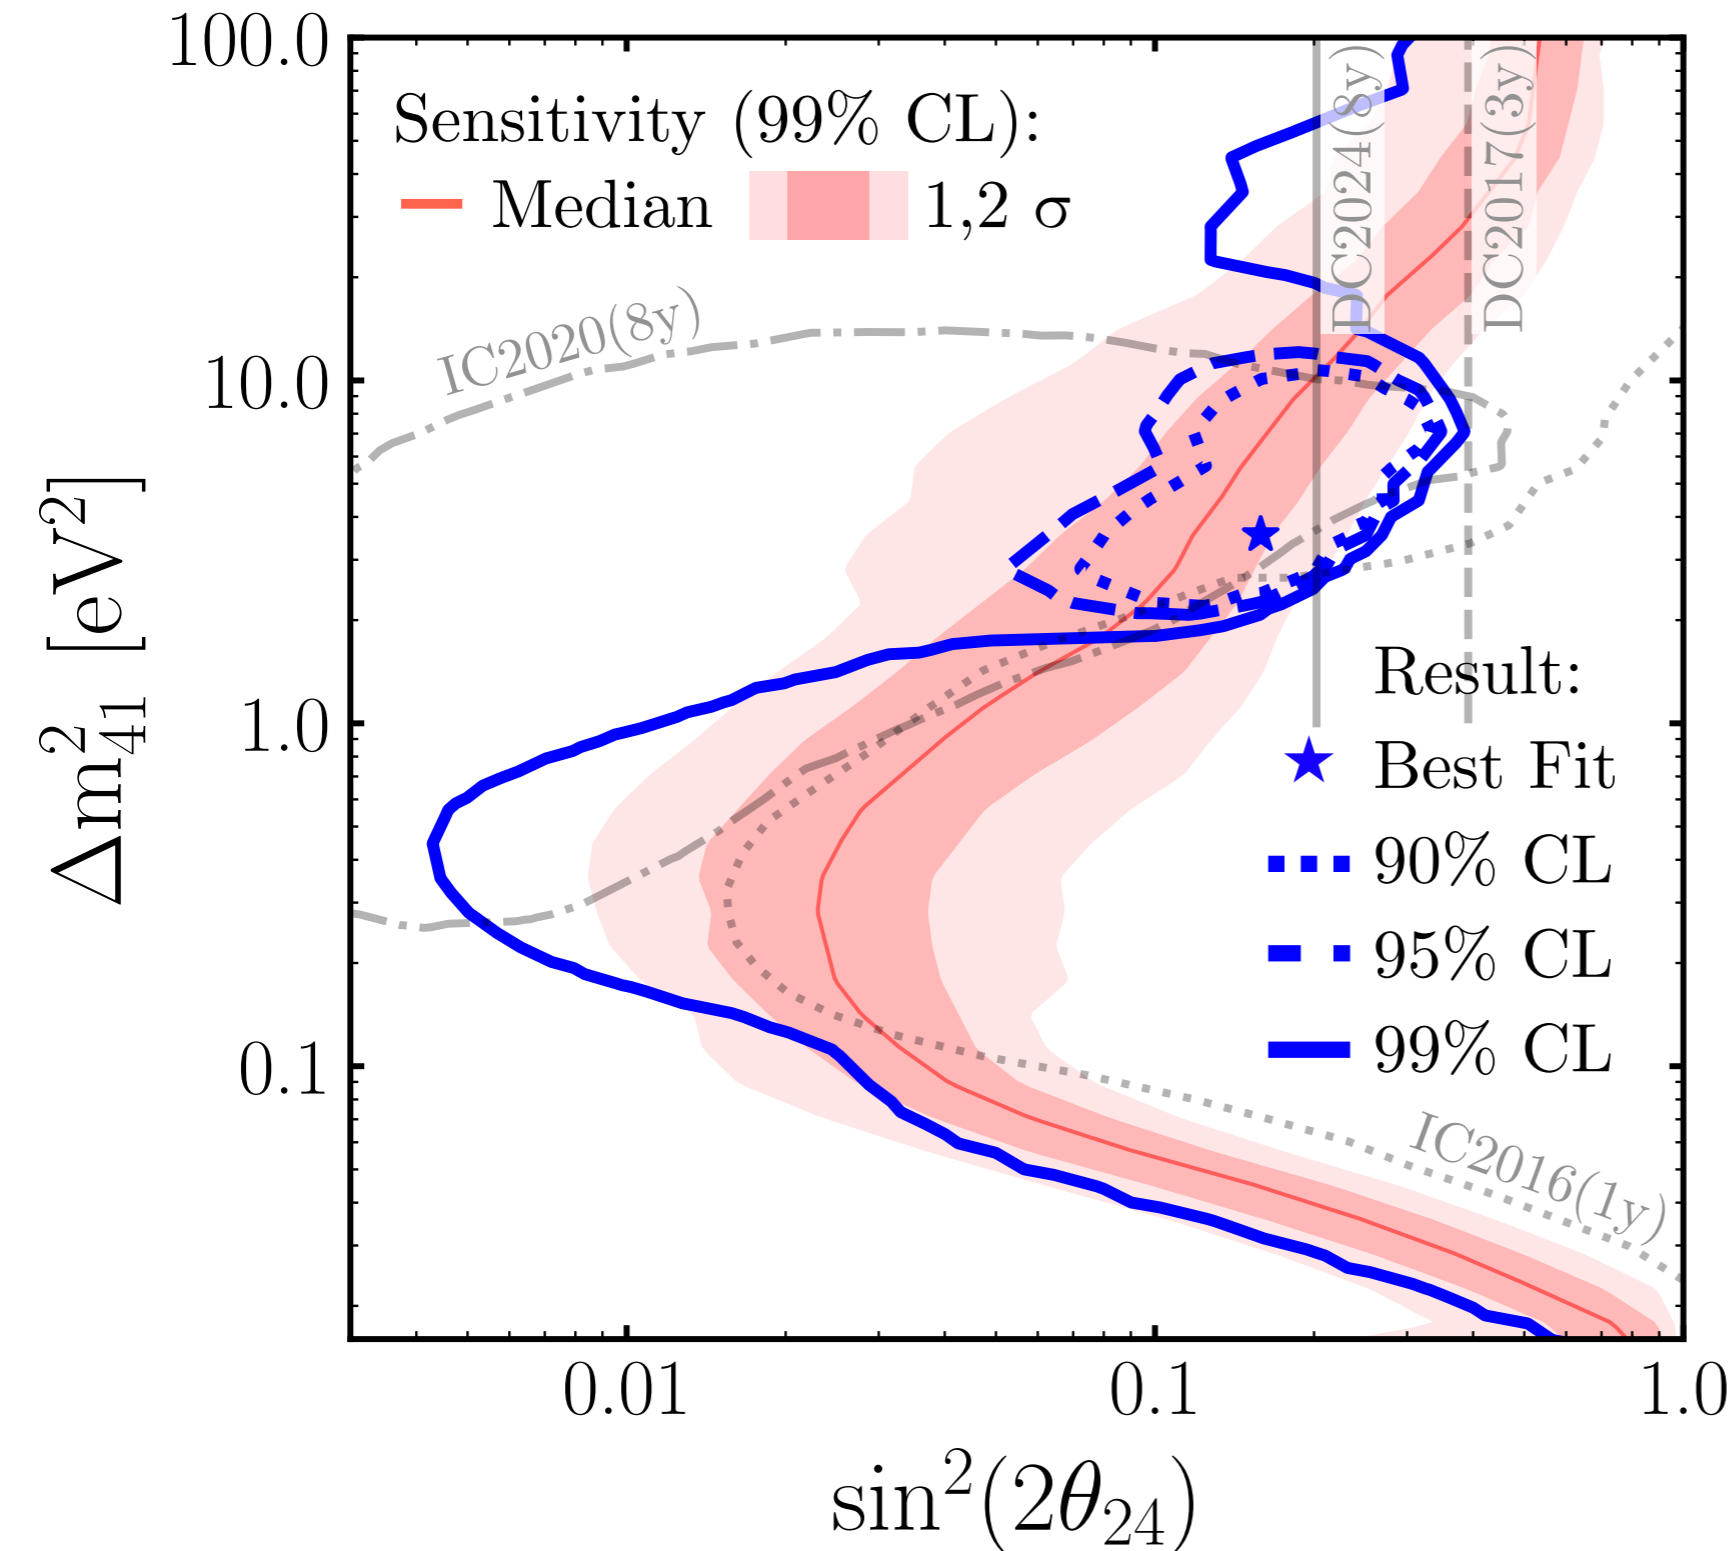 100.0
10.0
1.0
0.1
Δm²₄₁ [eV²]
Sensitivity (99% CL):
Median
1,2 σ
IC2020(8y)
DC2024(8y)
DC2017(3y)
Result:
Best Fit
90% CL
95% CL
99% CL
IC2016(1y)
0.01
0.1
1.0
sin²(2θ₂₄)